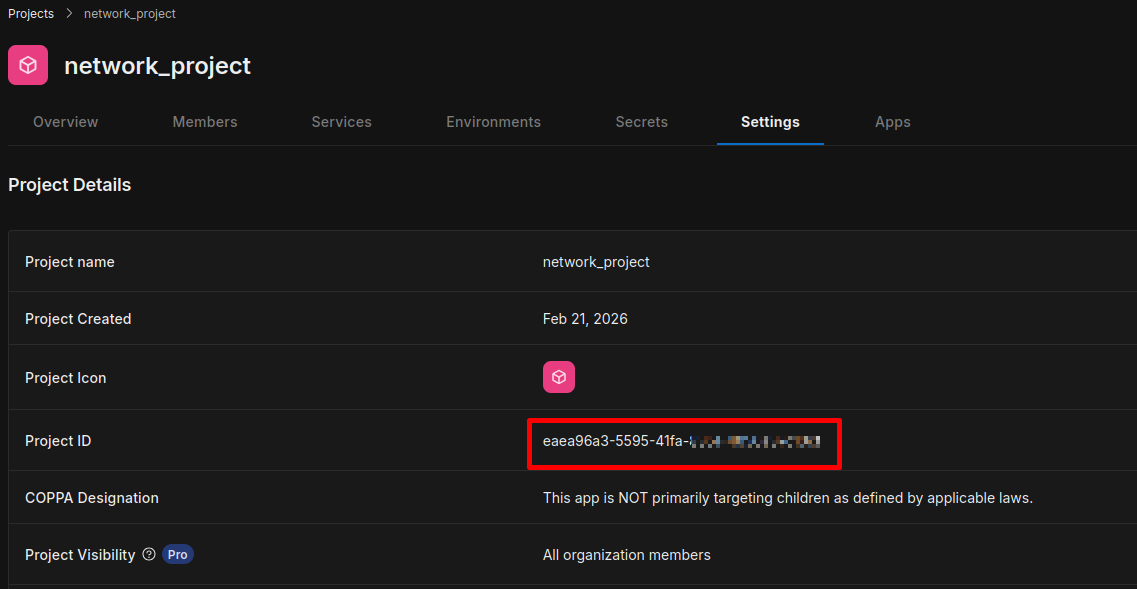 Projects > network_project
network_project
Overview Members Services Environments Secrets Settings Apps
Project Details
Project name network_project
Project Created Feb 21, 2026
Project Icon
Project ID eaea96a3-5595-41fa-
COPPA Designation This app is NOT primarily targeting children as defined by applicable laws.
Project Visibility Pro All organization members